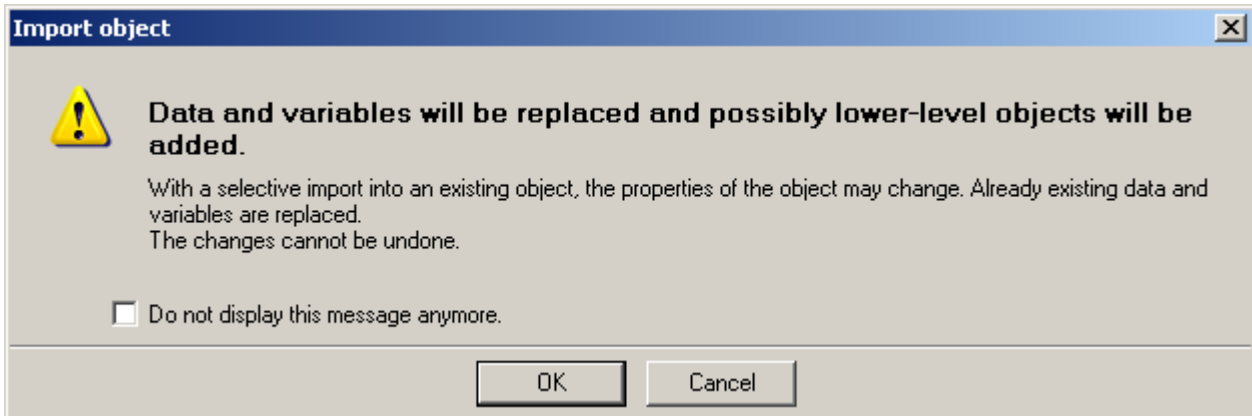 Import object
Data and variables will be replaced and possibly lower-level objects will be
added.
With a selective import into an existing object, the properties of the object may change. Already existing data and
variables are replaced.
The changes cannot be undone.
Do not display this message anymore.
OK
Cancel